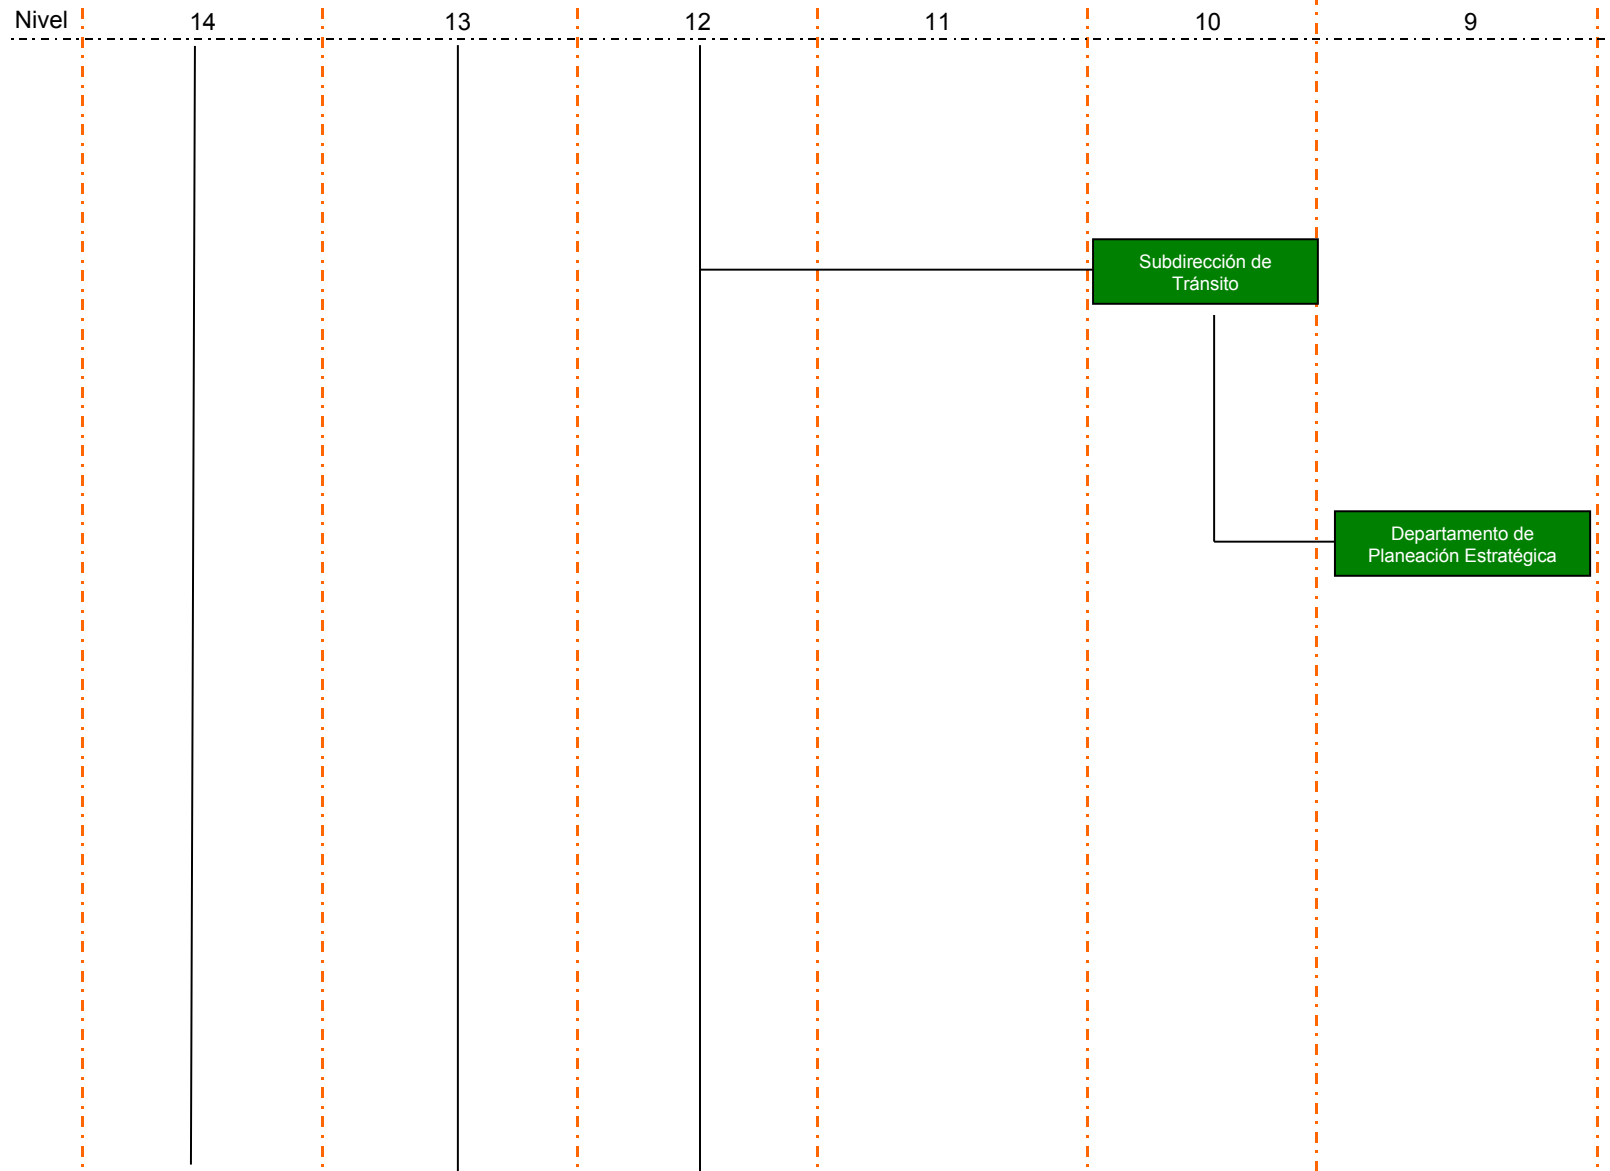 Nivel 14 13 12 11 10 9
Subdirección de
Tránsito
Departamento de
Planeación Estratégica